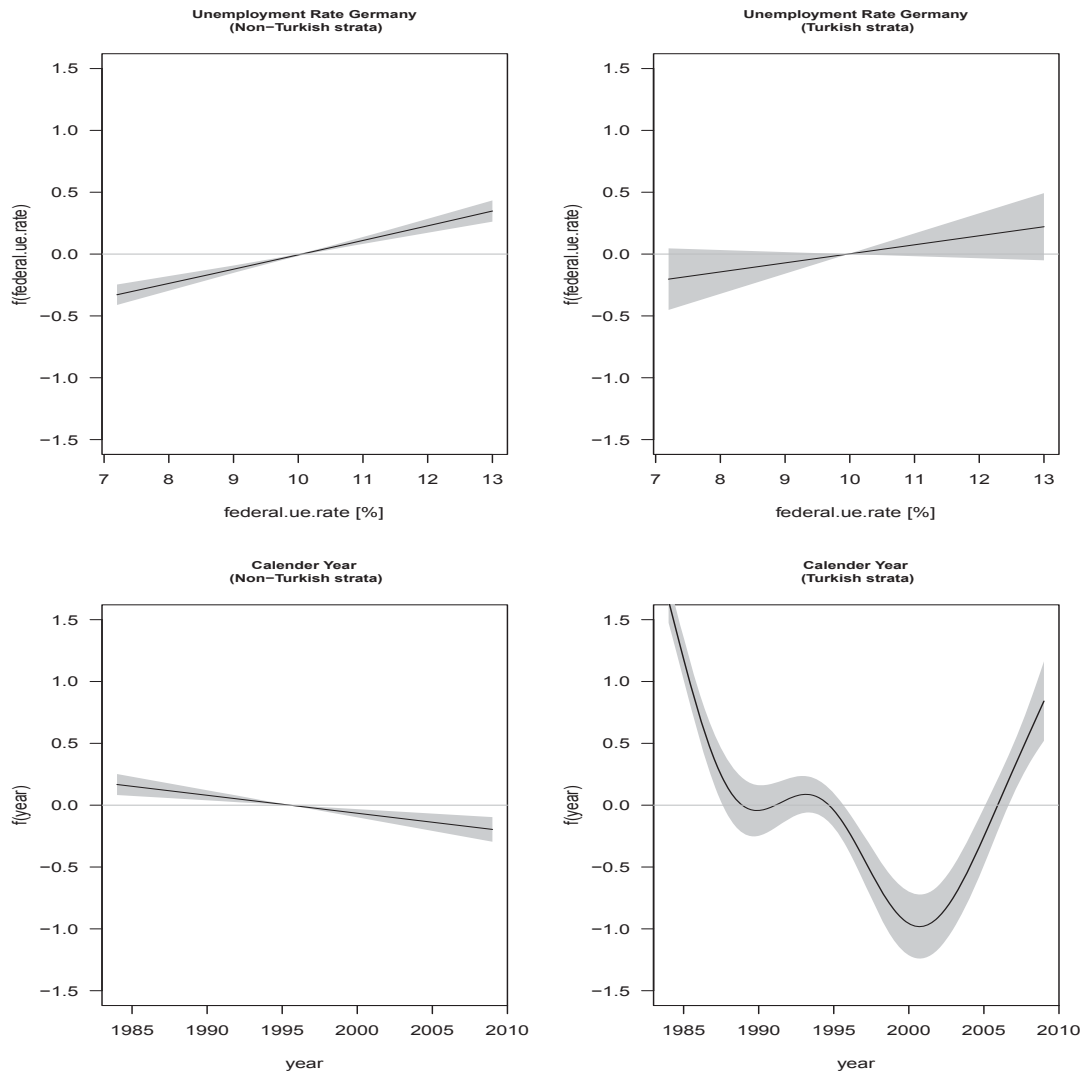 Unemployment Rate Germany
(Non−Turkish strata)
1.5
1.0
0.5
0.0
−0.5
−1.0
−1.5
f(federal.ue.rate)
7 8 9 10 11 12 13
federal.ue.rate [%]
Unemployment Rate Germany
(Turkish strata)
1.5
1.0
0.5
0.0
−0.5
−1.0
−1.5
f(federal.ue.rate)
7 8 9 10 11 12 13
federal.ue.rate [%]
Calender Year
(Non−Turkish strata)
1.5
1.0
0.5
0.0
−0.5
−1.0
−1.5
f(year)
1985 1990 1995 2000 2005 2010
year
Calender Year
(Turkish strata)
1.5
1.0
0.5
0.0
−0.5
−1.0
−1.5
f(year)
1985 1990 1995 2000 2005 2010
year